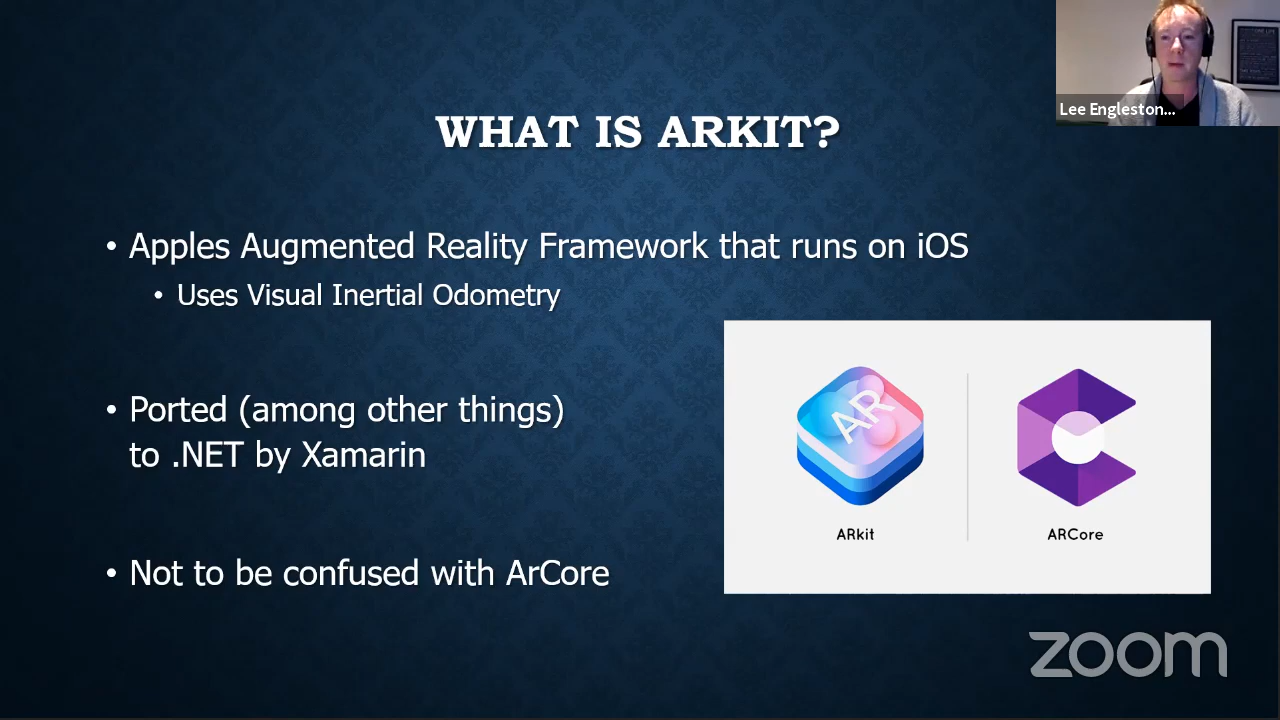 Lee Engleston...
WHAT IS ARKIT?
• Apples Augmented Reality Framework that runs on iOS
• Uses Visual Inertial Odometry
• Ported (among other things)
to .NET by Xamarin
• Not to be confused with ArCore
AR
ARkit
ARCore
zoom